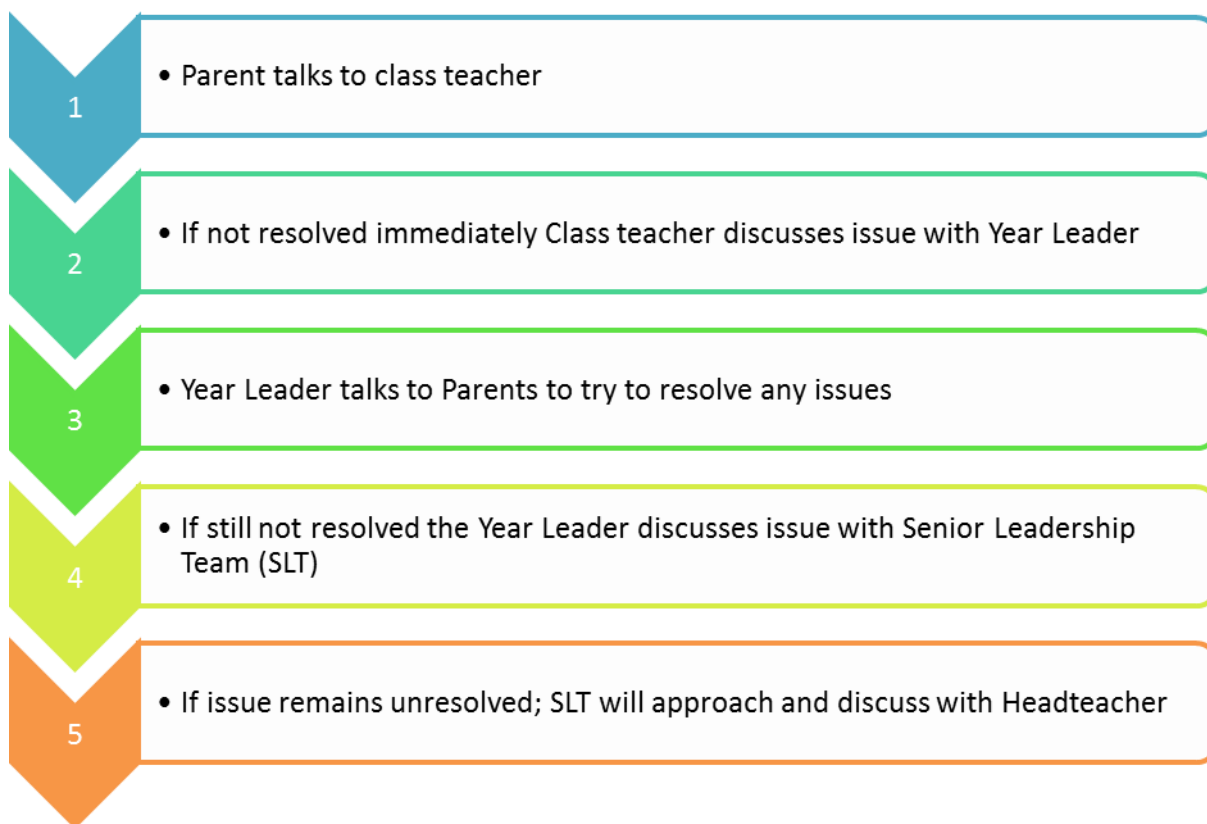 1
• Parent talks to class teacher
2
• If not resolved immediately Class teacher discusses issue with Year Leader
3
• Year Leader talks to Parents to try to resolve any issues
4
• If still not resolved the Year Leader discusses issue with Senior Leadership
Team (SLT)
5
• If issue remains unresolved; SLT will approach and discuss with Headteacher